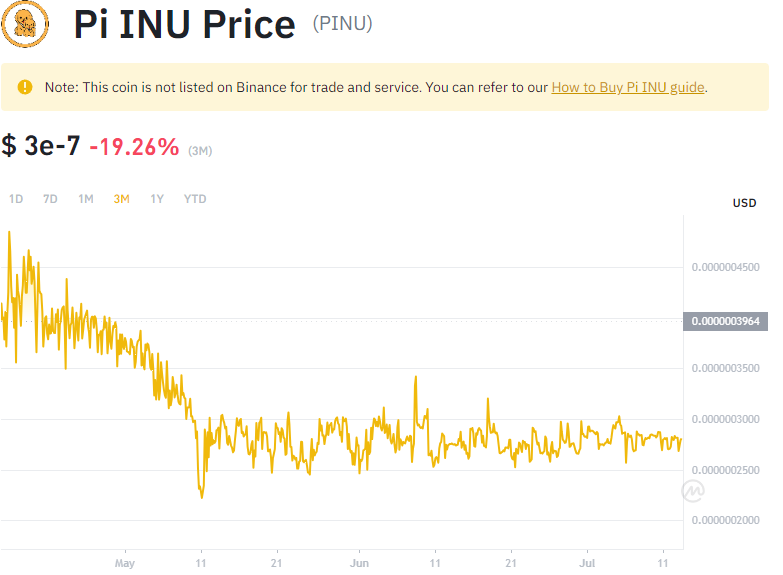 Pi INU Price (PINU)
Note: This coin is not listed on Binance for trade and service. You can refer to our How to Buy Pi INU guide.
$ 3e-7 -19.26% (3M)
1D 7D 1M 3M 1Y YTD
USD
0.0000004500
0.0000003964
0.0000003500
0.0000003000
0.0000002500
0.0000002000
May 11 21 Jun 11 21 Jul 11